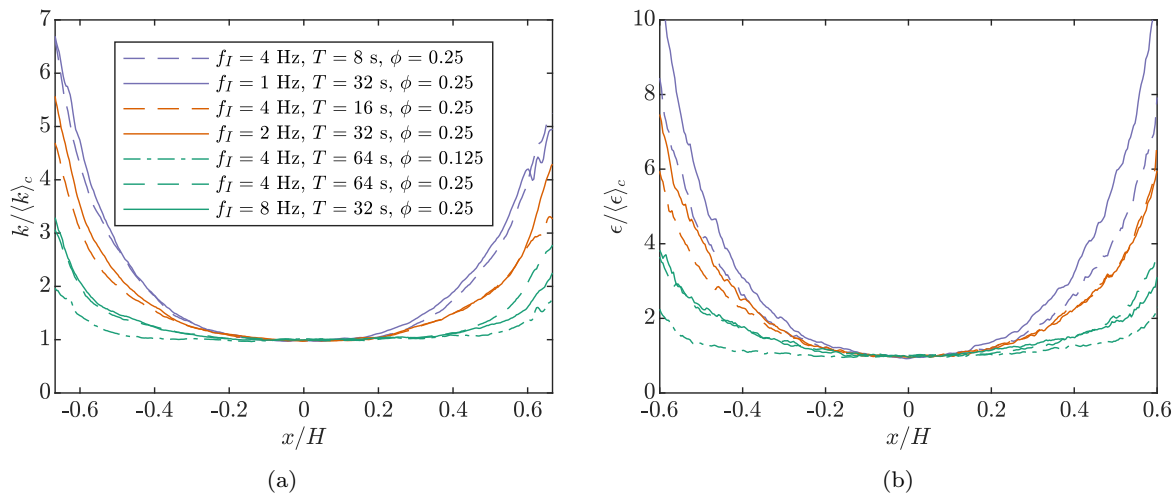 7
6
5
4
3
2
1
0
k/⟨k⟩_c
f_I = 4 Hz, T = 8 s, ϕ = 0.25
f_I = 1 Hz, T = 32 s, ϕ = 0.25
f_I = 4 Hz, T = 16 s, ϕ = 0.25
f_I = 2 Hz, T = 32 s, ϕ = 0.25
f_I = 4 Hz, T = 64 s, ϕ = 0.125
f_I = 4 Hz, T = 64 s, ϕ = 0.25
f_I = 8 Hz, T = 32 s, ϕ = 0.25
-0.6 -0.4 -0.2 0 0.2 0.4 0.6
x/H
(a)
10
8
6
4
2
0
ϵ/⟨ϵ⟩_c
-0.6 -0.4 -0.2 0 0.2 0.4 0.6
x/H
(b)